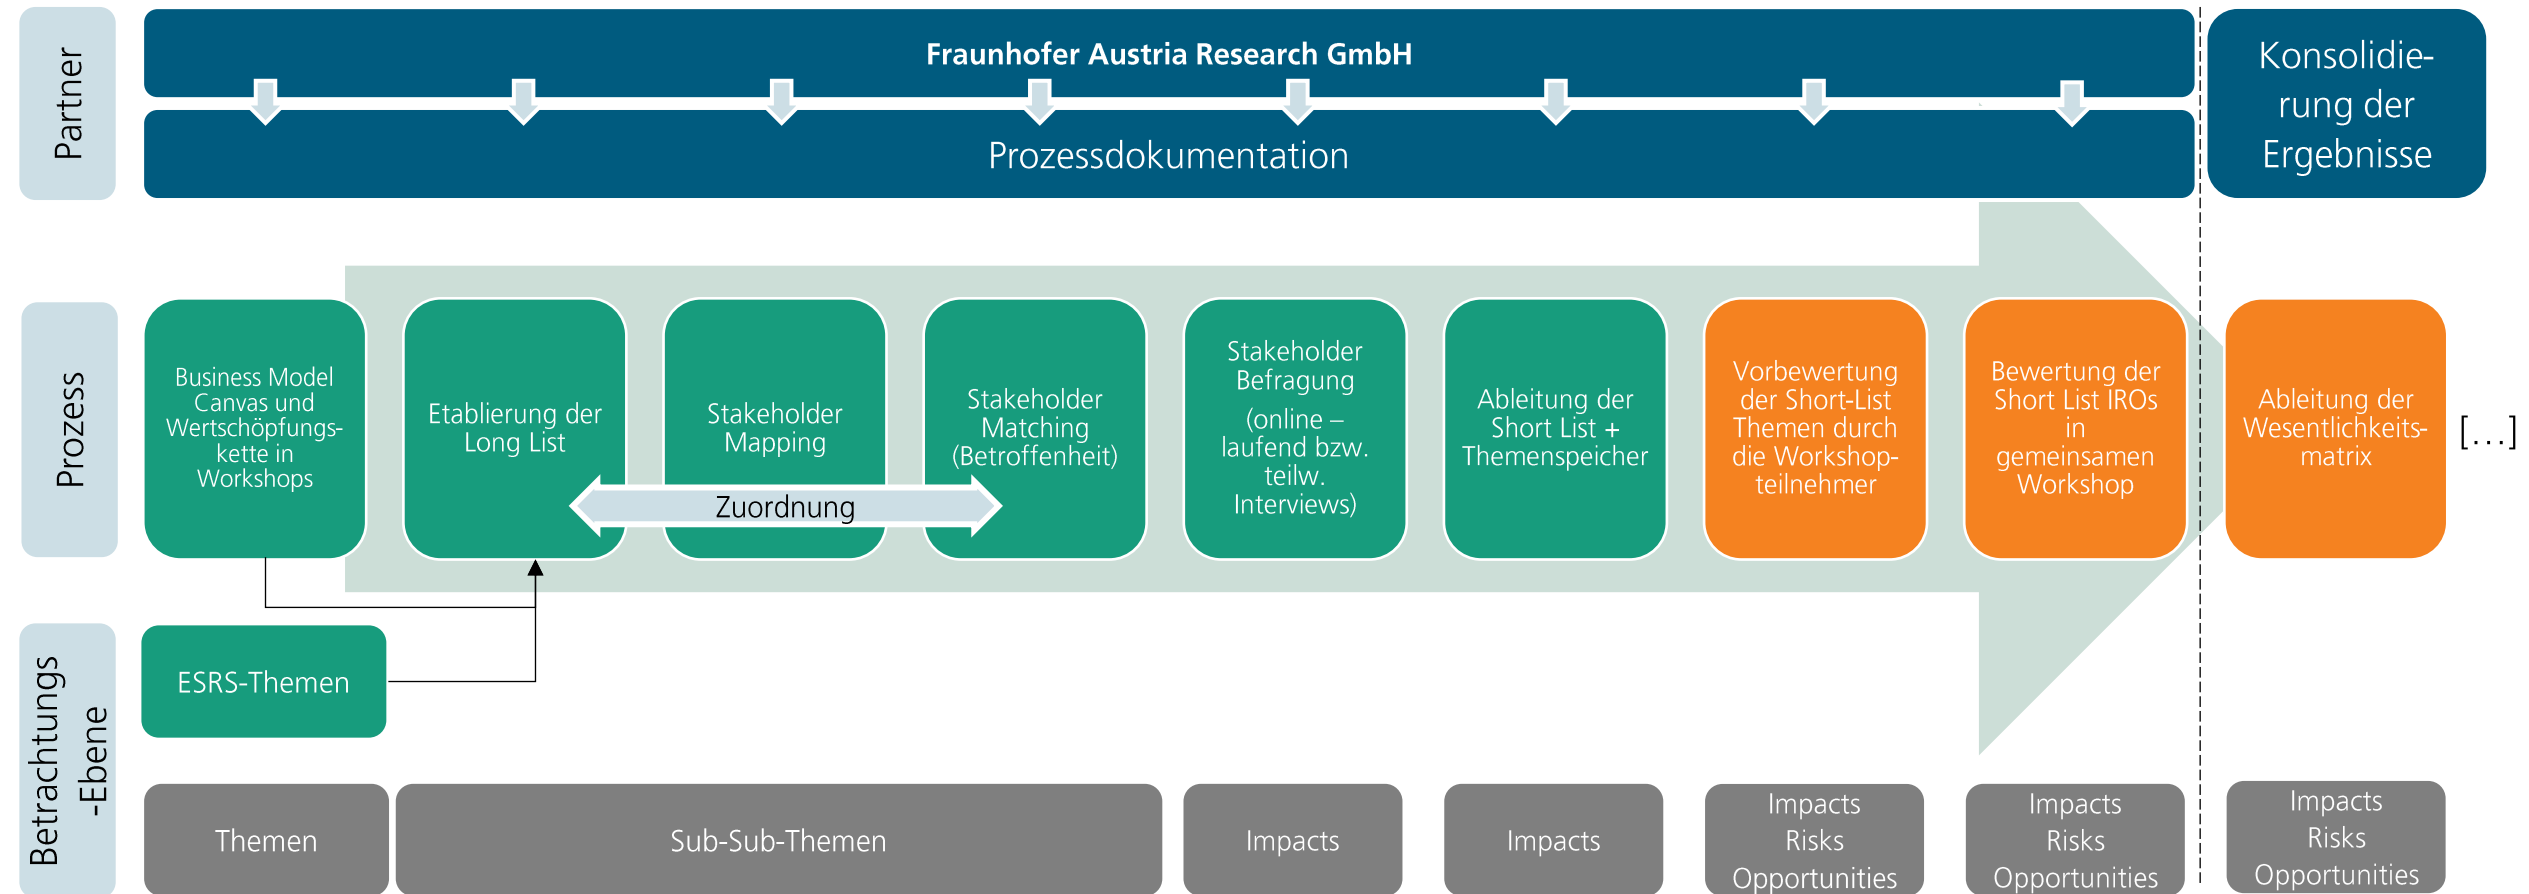 Partner
Fraunhofer Austria Research GmbH
Prozessdokumentation
Konsolidie-
rung der
Ergebnisse
Prozess
Business Model
Canvas und
Wertschöpfungs-
kette in
Workshops
Etablierung der
Long List
Stakeholder
Mapping
Stakeholder
Matching
(Betroffenheit)
Zuordnung
Stakeholder
Befragung
(online –
laufend bzw.
teilw.
Interviews)
Ableitung der
Short List +
Themenspeicher
Vorbewertung
der Short-List
Themen durch
die Workshop-
teilnehmer
Bewertung der
Short List IROs
in
gemeinsamen
Workshop
Ableitung der
Wesentlichkeits-
matrix
[…]
Betrachtungs
-Ebene
ESRS-Themen
Themen
Sub-Sub-Themen
Impacts
Impacts
Impacts
Risks
Opportunities
Impacts
Risks
Opportunities
Impacts
Risks
Opportunities